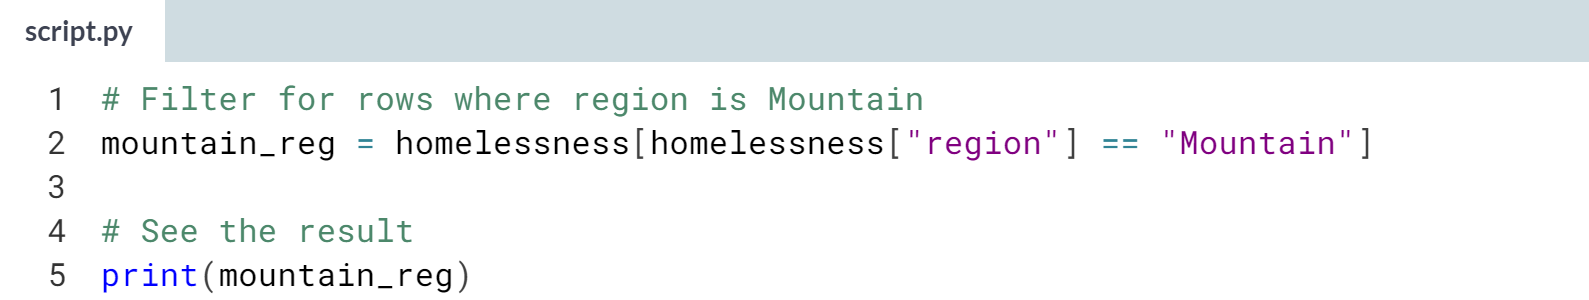 script.py
1 # Filter for rows where region is Mountain
2 mountain_reg = homelessness[homelessness["region"] == "Mountain"]
3
4 # See the result
5 print(mountain_reg)